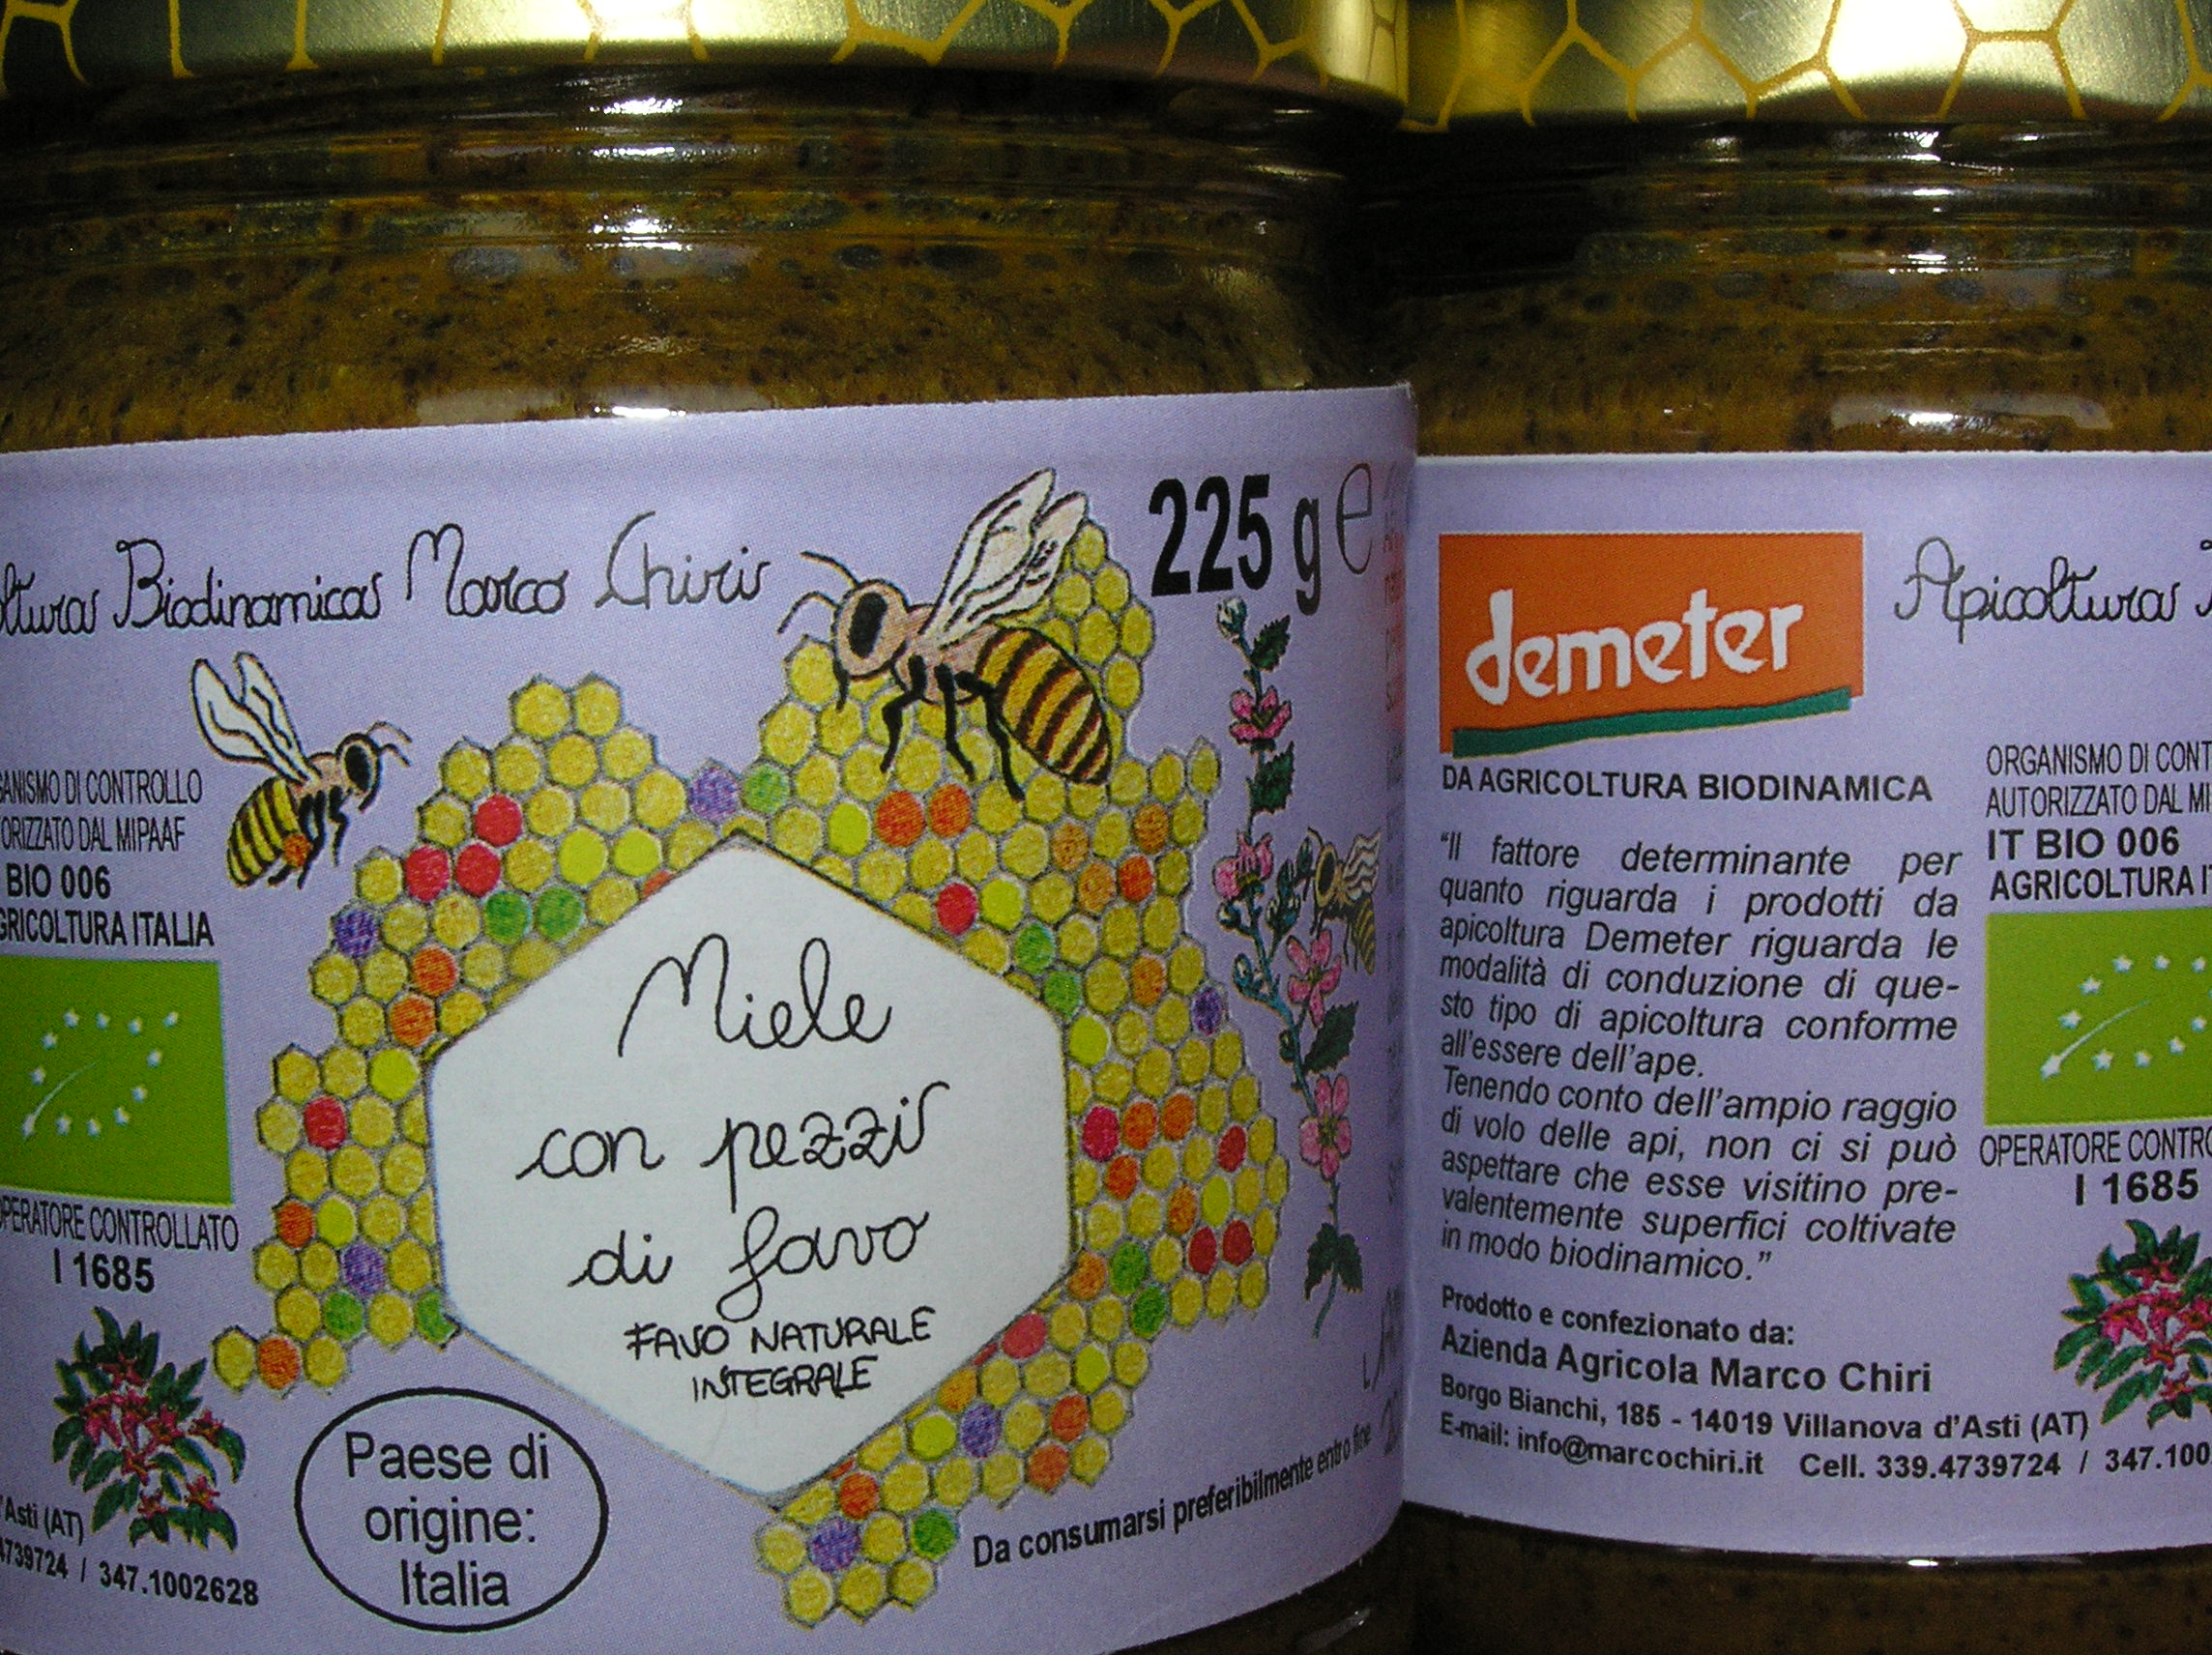 Biodinamica Marco Chiri
225 g e
DI CONTROLLO
DAL MIPAAF
BIO 006
ITALIA
OPERATORE CONTROLLATO
I 1685
Asti (AT)
/ 347.1002628
Miele
con pezzi
di favo
FAVO NATURALE
INTEGRALE
Paese di
origine:
Italia
Da consumarsi preferibilmente entro fine
demeter
DA AGRICOLTURA BIODINAMICA
“Il fattore determinante per
quanto riguarda i prodotti da
apicoltura Demeter riguarda le
modalità di conduzione di que-
sto tipo di apicoltura conforme
all’essere dell’ape.
Tenendo conto dell’ampio raggio
di volo delle api, non ci si può
aspettare che esse visitino pre-
valentemente superfici coltivate
in modo biodinamico.”
Prodotto e confezionato da:
Azienda Agricola Marco Chiri
Borgo Bianchi, 185 - 14019 Villanova d’Asti (AT)
E-mail: info@marcochiri.it Cell. 339.4739724 / 347.100
Apicoltura
ORGANISMO DI CONT
AUTORIZZATO DAL MI
IT BIO 006
AGRICOLTURA I
OPERATORE CONTRO
I 1685